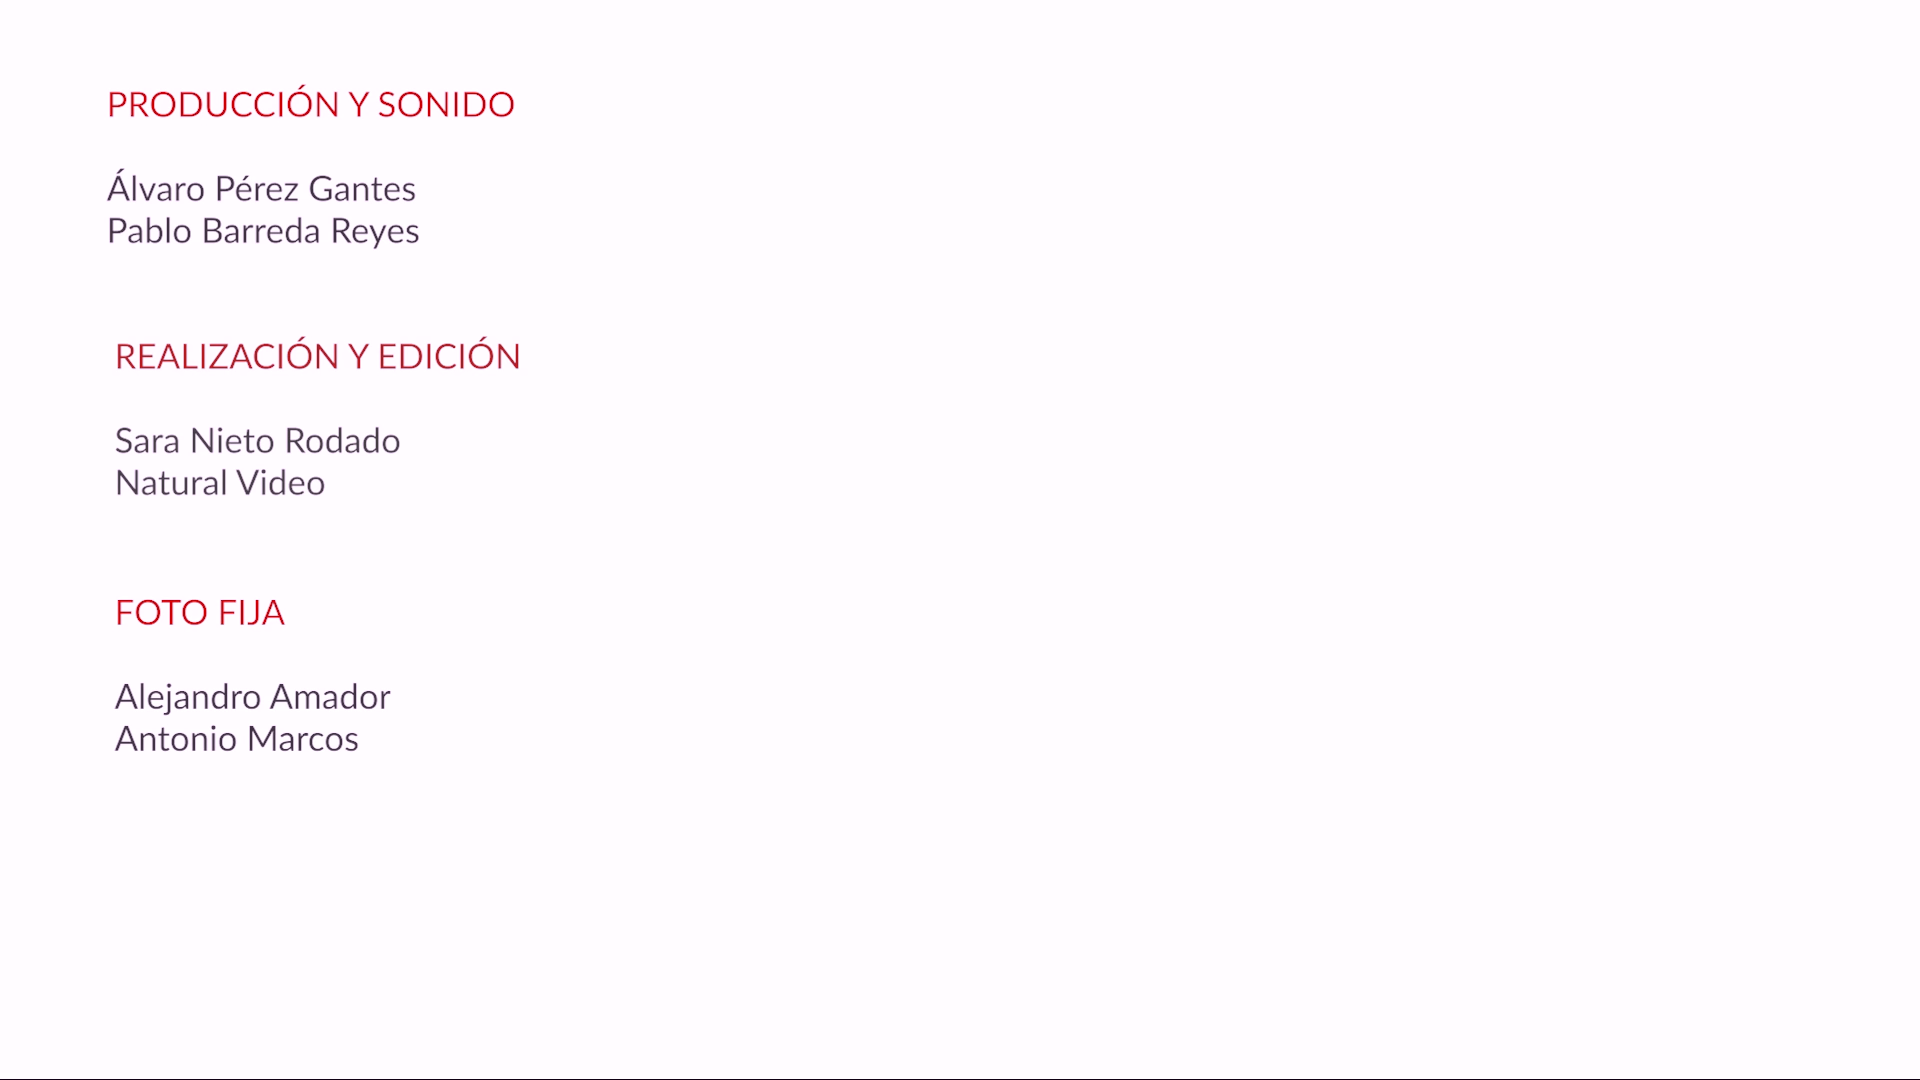 PRODUCCIÓN Y SONIDO
Álvaro Pérez Gantes
Pablo Barreda Reyes
REALIZACIÓN Y EDICIÓN
Sara Nieto Rodado
Natural Video
FOTO FIJA
Alejandro Amador
Antonio Marcos